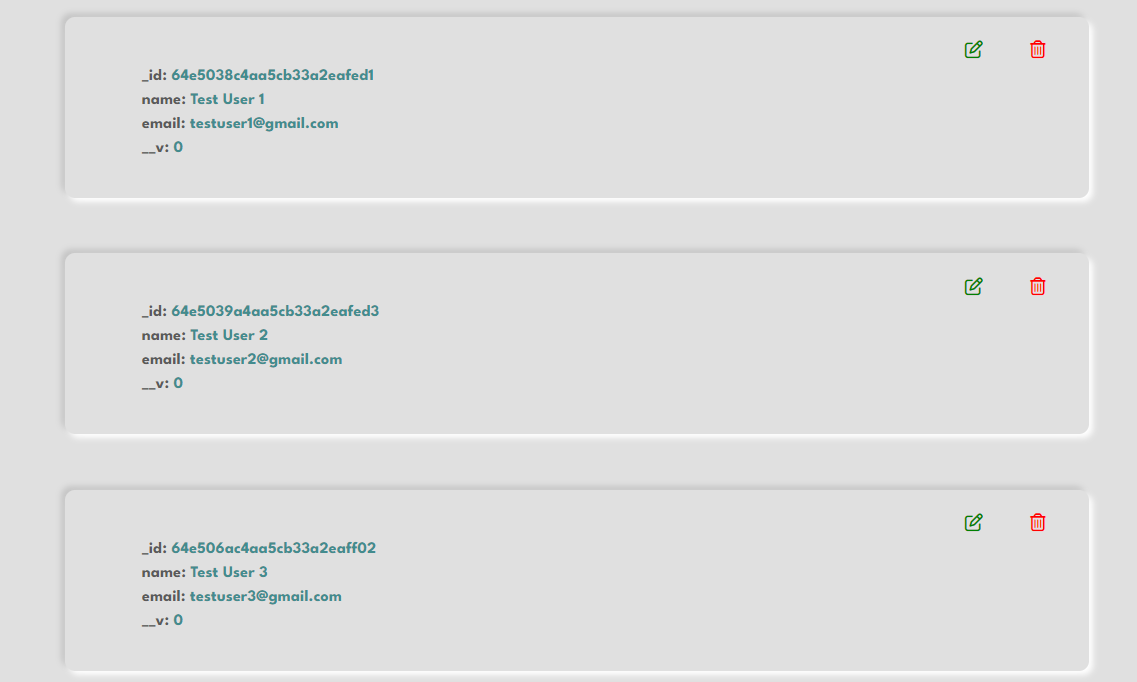 _id: 64e5038c4aa5cb33a2eafed1
name: Test User 1
email: testuser1@gmail.com
__v: 0
_id: 64e5039a4aa5cb33a2eafed3
name: Test User 2
email: testuser2@gmail.com
__v: 0
_id: 64e506ac4aa5cb33a2eaff02
name: Test User 3
email: testuser3@gmail.com
__v: 0